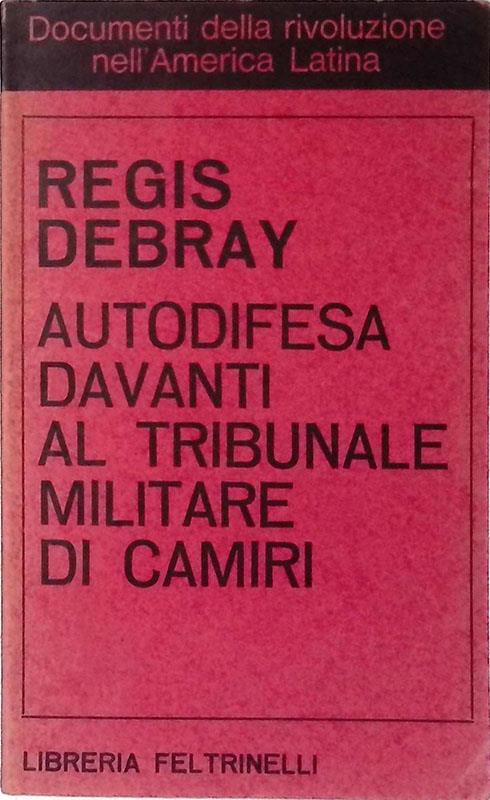 Documenti della rivoluzione
nell'America Latina
REGIS
DEBRAY
AUTODIFESA
DAVANTI
AL TRIBUNALE
MILITARE
DI CAMIRI
LIBRERIA FELTRINELLI